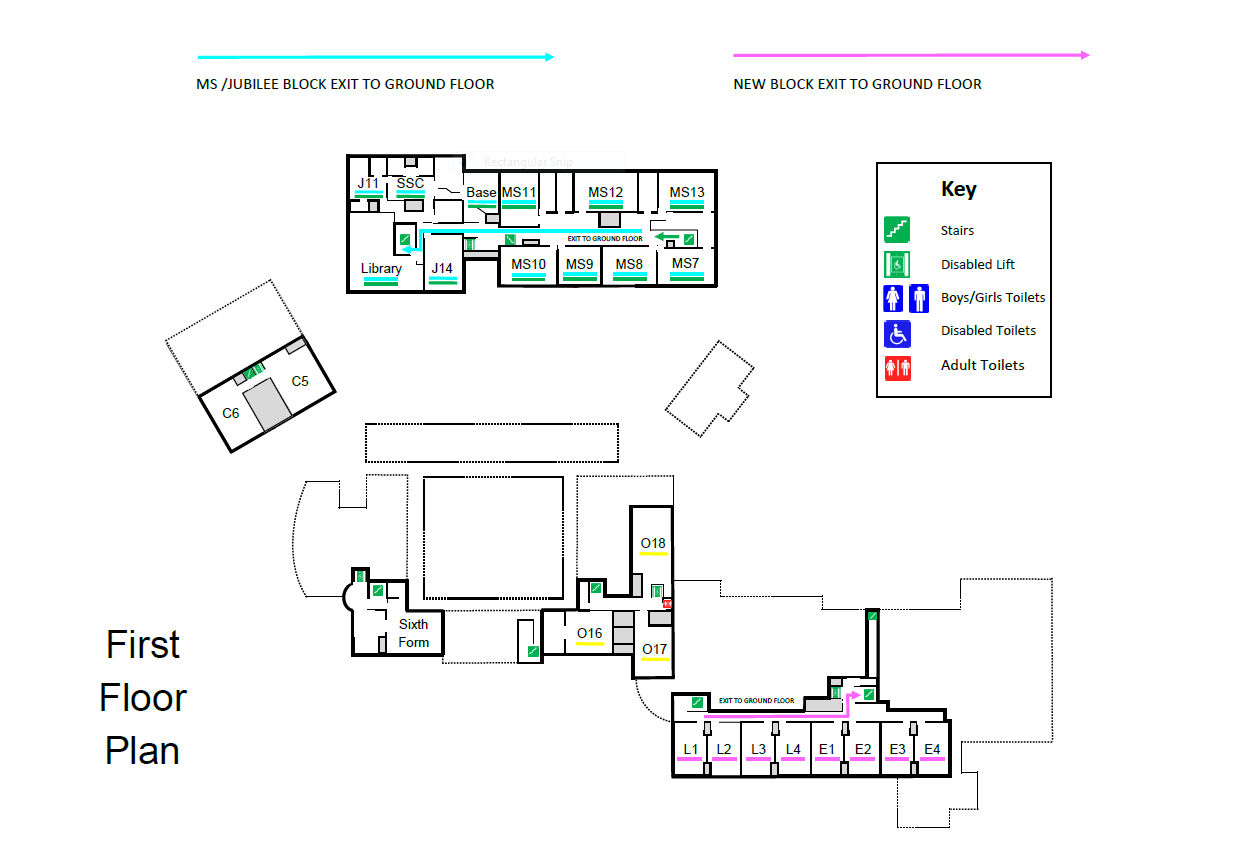 MS /JUBILEE BLOCK EXIT TO GROUND FLOOR
NEW BLOCK EXIT TO GROUND FLOOR
Rectangular Snip
J11
SSC
Base
MS11
MS12
MS13
EXIT TO GROUND FLOOR
Library
J14
MS10
MS9
MS8
MS7
Key
Stairs
Disabled Lift
Boys/Girls Toilets
Disabled Toilets
Adult Toilets
C5
C6
O18
Sixth
Form
O16
O17
First
Floor
Plan
EXIT TO GROUND FLOOR
L1
L2
L3
L4
E1
E2
E3
E4